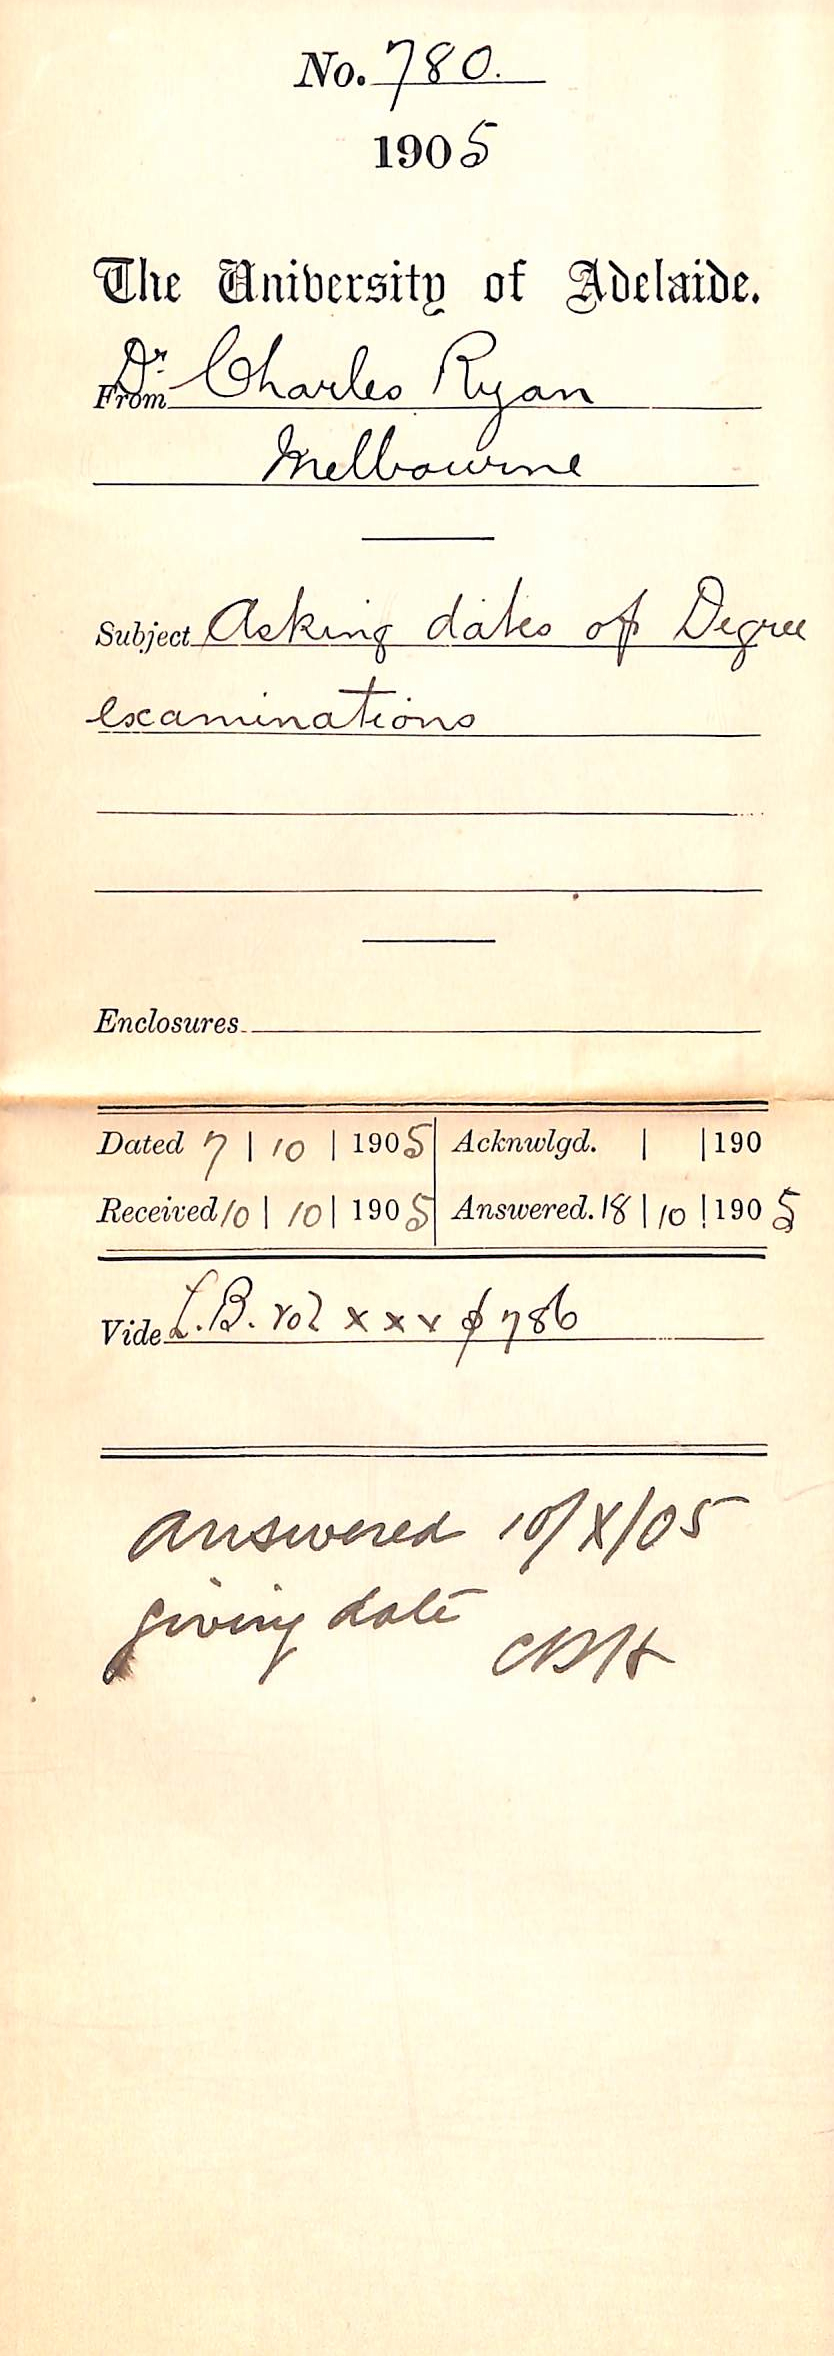 No. 780.
1905
The University of Adelaide.
From Dr. Charles Ryan
Melbourne
Subject Asking dates of Degree
examinations
Enclosures
Dated 7 | 10 | 1905 Acknwlgd. | | 190
Received 10 | 10 | 1905 Answered. 18 | 10 | 1905
Vide L.B. Vol xxv p 786
answered 10/X/05
giving date